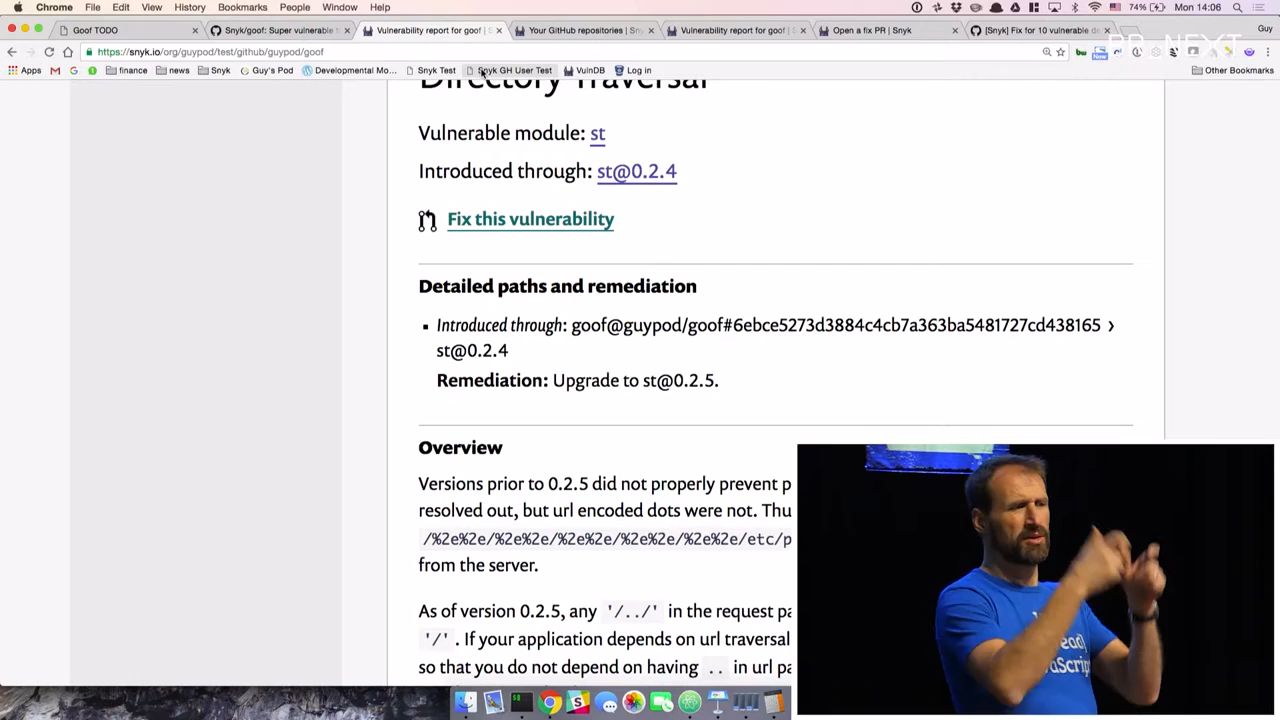 Chrome File Edit View History Bookmarks People Window Help 74% Mon 14:06
Goof TODO Snyk/goof: Super vulnerable Vulnerability report for goof | Your GitHub repositories | Sny Vulnerability report for goof | Open a fix PR | Snyk [Snyk] Fix for 10 vulnerable de Guy
NEXT
https://snyk.io/org/guypod/test/github/guypod/goof
Apps finance news Snyk Guy's Pod Developmental Mo... Snyk Test Snyk GH User Test VulnDB Log in Other Bookmarks
Directory Traversal
Vulnerable module: st
Introduced through: st@0.2.4
Fix this vulnerability
Detailed paths and remediation
Introduced through: goof@guypod/goof#6ebce5273d3884c4cb7a363ba5481727cd438165 ›
st@0.2.4
Remediation: Upgrade to st@0.2.5.
Overview
Versions prior to 0.2.5 did not properly prevent p
resolved out, but url encoded dots were not. Thu
/%2e%2e/%2e%2e/%2e%2e/%2e%2e/%2e%2e/etc/p
from the server.
As of version 0.2.5, any '/../' in the request pa
'/'. If your application depends on url traversal
so that you do not depend on having .. in url pa